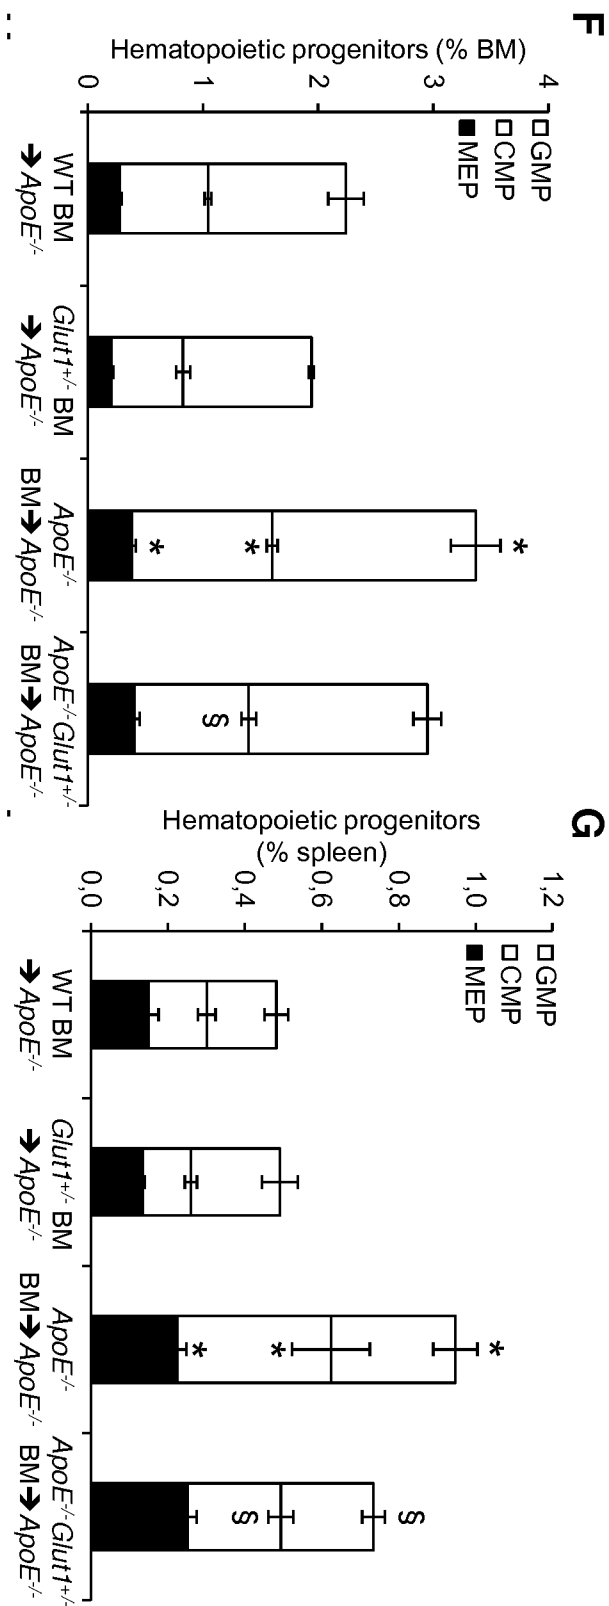 F
Hematopoietic progenitors (% BM)
0 1 2 3 4
GMP
CMP
MEP
* * *
§
WT BM
➔ ApoE-/-
Glut1+/- BM
➔ ApoE-/-
ApoE-/-
BM➔ApoE-/-
ApoE-/-Glut1+/-
BM➔ApoE-/-
G
Hematopoietic progenitors
(% spleen)
0,0 0,2 0,4 0,6 0,8 1,0 1,2
GMP
CMP
MEP
* * *
§ §
WT BM
➔ ApoE-/-
Glut1+/- BM
➔ ApoE-/-
ApoE-/-
BM➔ApoE-/-
ApoE-/-Glut1+/-
BM➔ApoE-/-